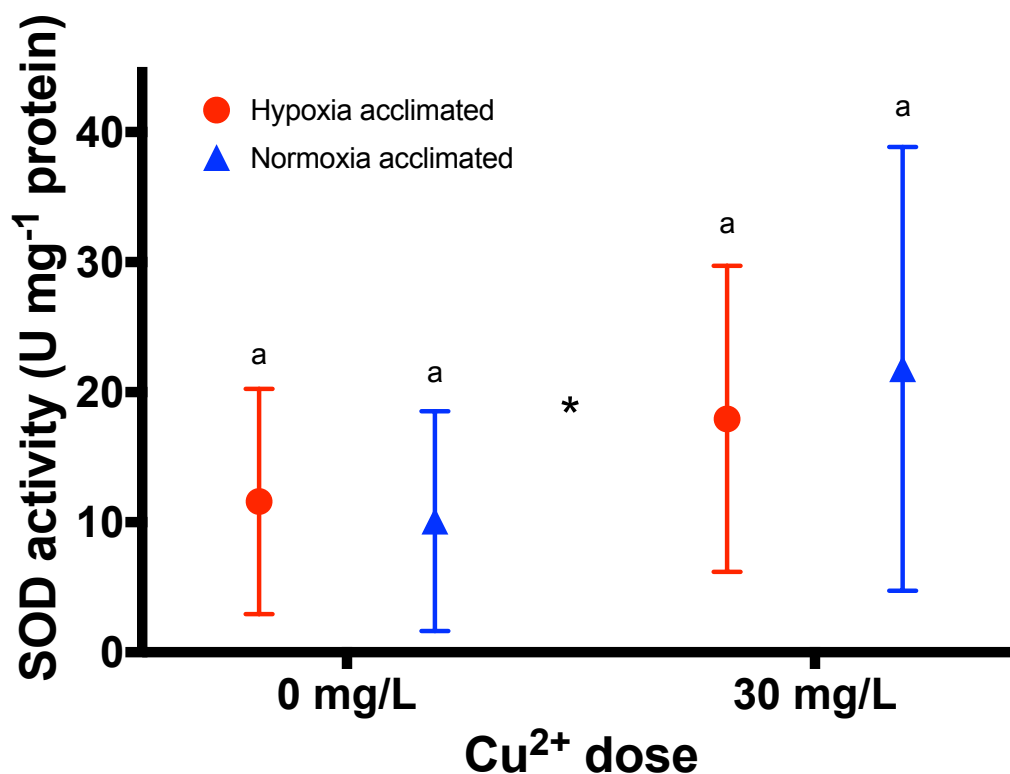 SOD activity (U mg⁻¹ protein)
40
30
20
10
0
Hypoxia acclimated
Normoxia acclimated
a
a
a
a
*
0 mg/L
30 mg/L
Cu²⁺ dose